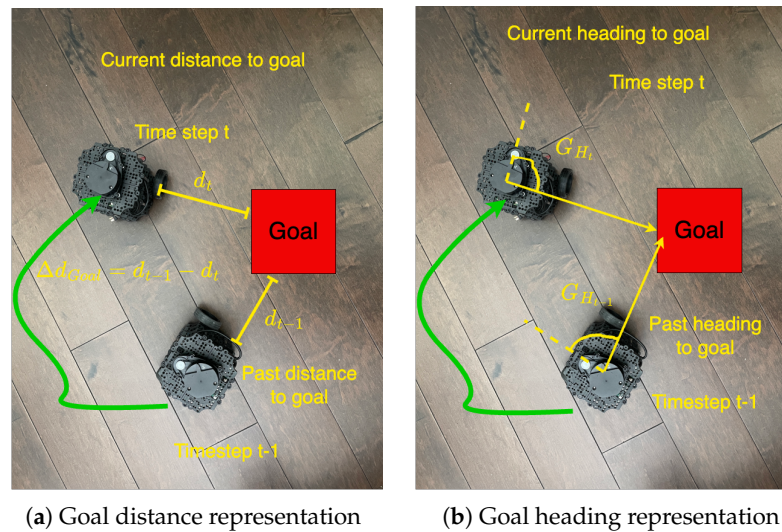 Current distance to goal
Time step t
d_t
Goal
Δd_{Goal} = d_{t-1} - d_t
d_{t-1}
Past distance
to goal
Timestep t-1
(a) Goal distance representation
Current heading to goal
Time step t
G_{H_t}
Goal
G_{H_{t-1}}
Past heading
to goal
Timestep t-1
(b) Goal heading representation